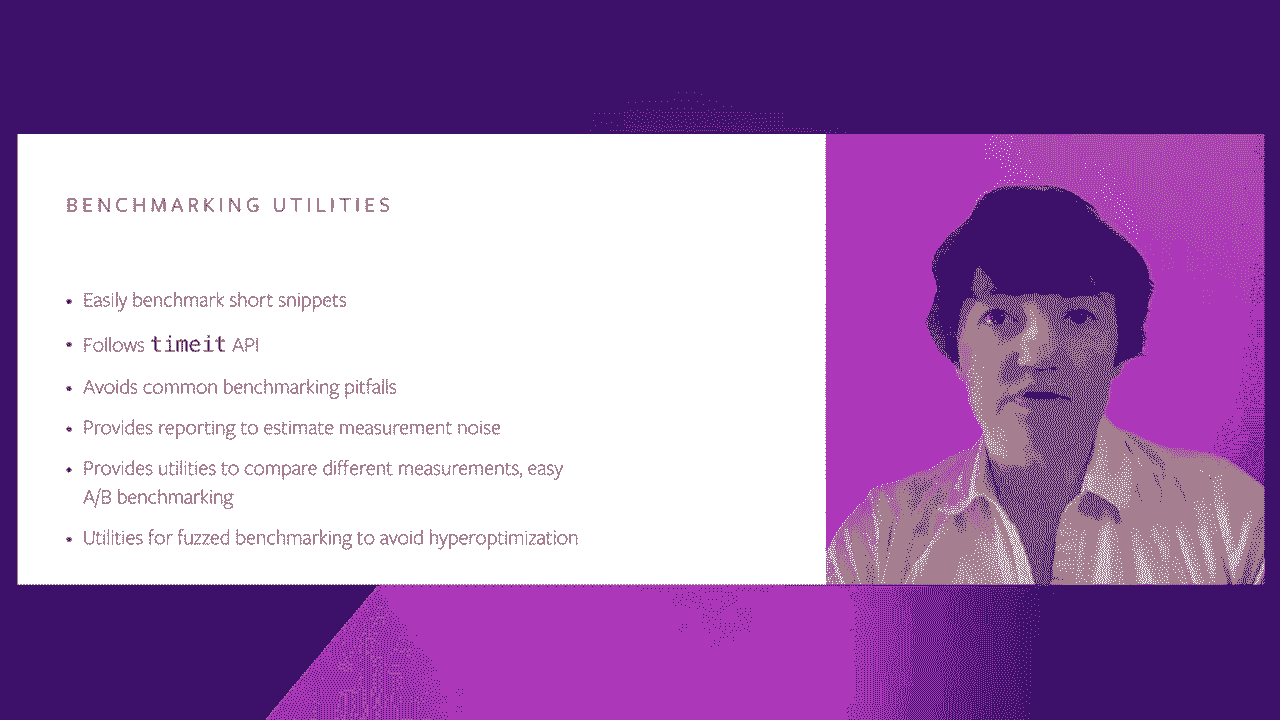 BENCHMARKING UTILITIES
• Easily benchmark short snippets
• Follows timeit API
• Avoids common benchmarking pitfalls
• Provides reporting to estimate measurement noise
• Provides utilities to compare different measurements, easy
A/B benchmarking
• Utilities for fuzzed benchmarking to avoid hyperoptimization